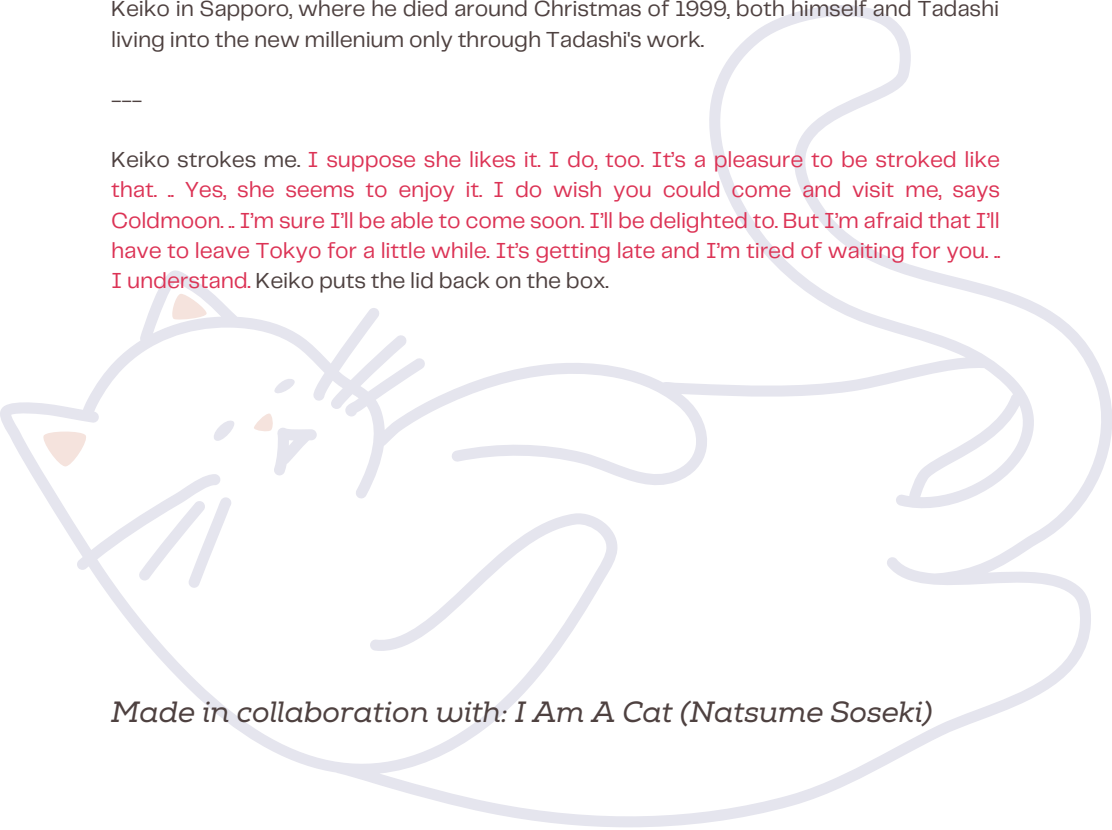 Keiko in Sapporo, where he died around Christmas of 1999, both himself and Tadashi
living into the new millenium only through Tadashi's work.
---
Keiko strokes me. I suppose she likes it. I do, too. It's a pleasure to be stroked like
that. .. Yes, she seems to enjoy it. I do wish you could come and visit me, says
Coldmoon. .. I'm sure I'll be able to come soon. I'll be delighted to. But I'm afraid that I'll
have to leave Tokyo for a little while. It's getting late and I'm tired of waiting for you. ..
I understand. Keiko puts the lid back on the box.
Made in collaboration with: I Am A Cat (Natsume Soseki)